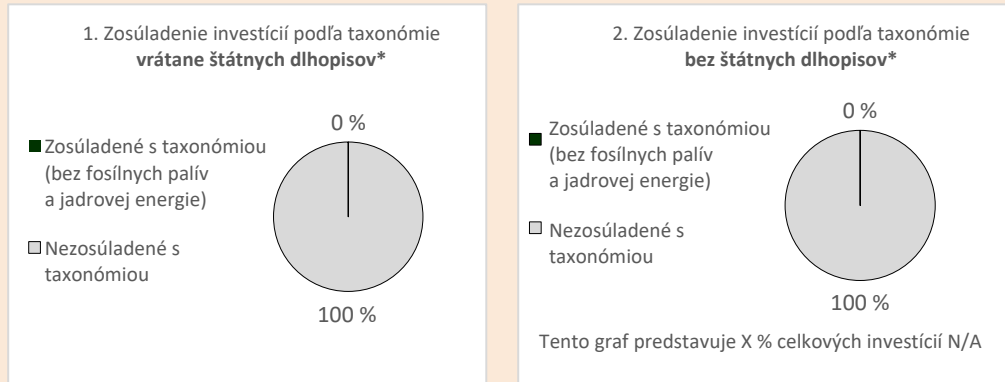 1. Zosúladenie investícií podľa taxonómie
vrátane štátnych dlhopisov*
0 %
Zosúladené s taxonómiou
(bez fosílnych palív
a jadrovej energie)
Nezosúladené s
taxonómiou
100 %
2. Zosúladenie investícií podľa taxonómie
bez štátnych dlhopisov*
0 %
Zosúladené s taxonómiou
(bez fosílnych palív
a jadrovej energie)
Nezosúladené s
taxonómiou
100 %
Tento graf predstavuje X % celkových investícií N/A